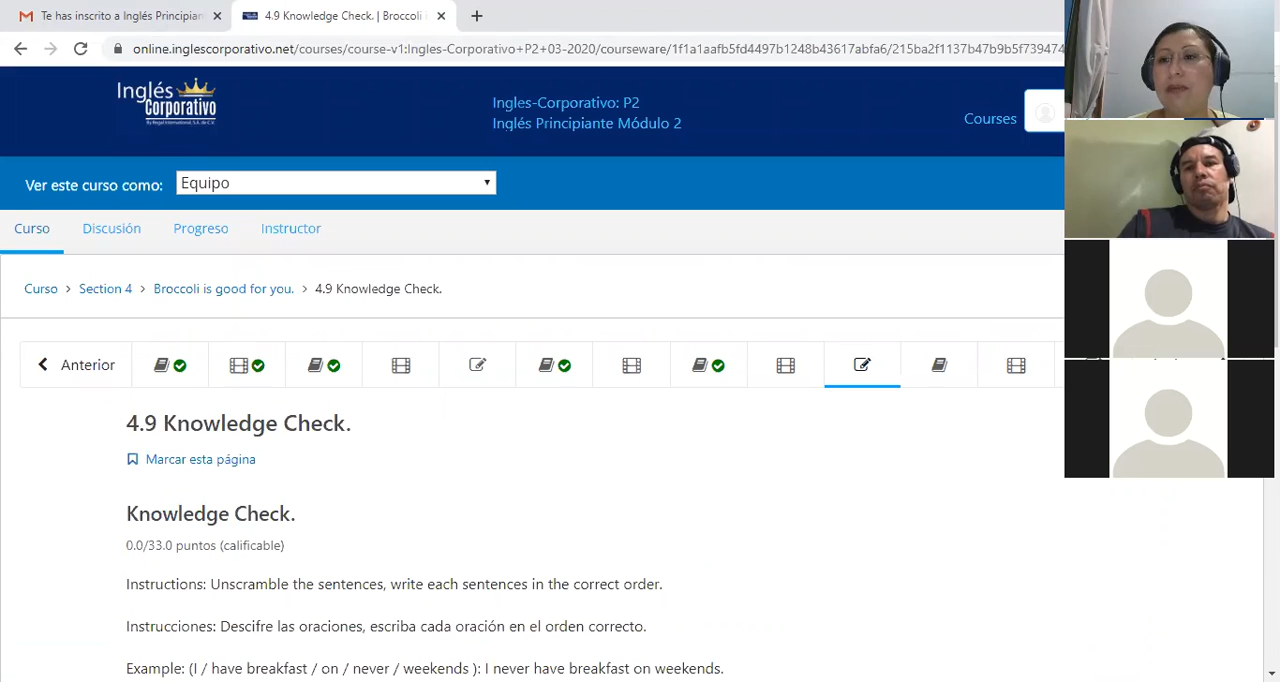 Te has inscrito a Inglés Principian
4.9 Knowledge Check. | Broccoli i
online.inglescorporativo.net/courses/course-v1:Ingles-Corporativo+P2+03-2020/courseware/1f1a1aafb5fd4497b1248b43617abfa6/215ba2f1137b47b9b5f739474
Inglés
Corporativo
By Regal International, S.A. de C.V.
Ingles-Corporativo: P2
Inglés Principiante Módulo 2
Courses
Ver este curso como: Equipo
Curso Discusión Progreso Instructor
Curso > Section 4 > Broccoli is good for you. > 4.9 Knowledge Check.
Anterior
4.9 Knowledge Check.
Marcar esta página
Knowledge Check.
0.0/33.0 puntos (calificable)
Instructions: Unscramble the sentences, write each sentences in the correct order.
Instrucciones: Descifre las oraciones, escriba cada oración en el orden correcto.
Example: (I / have breakfast / on / never / weekends ): I never have breakfast on weekends.